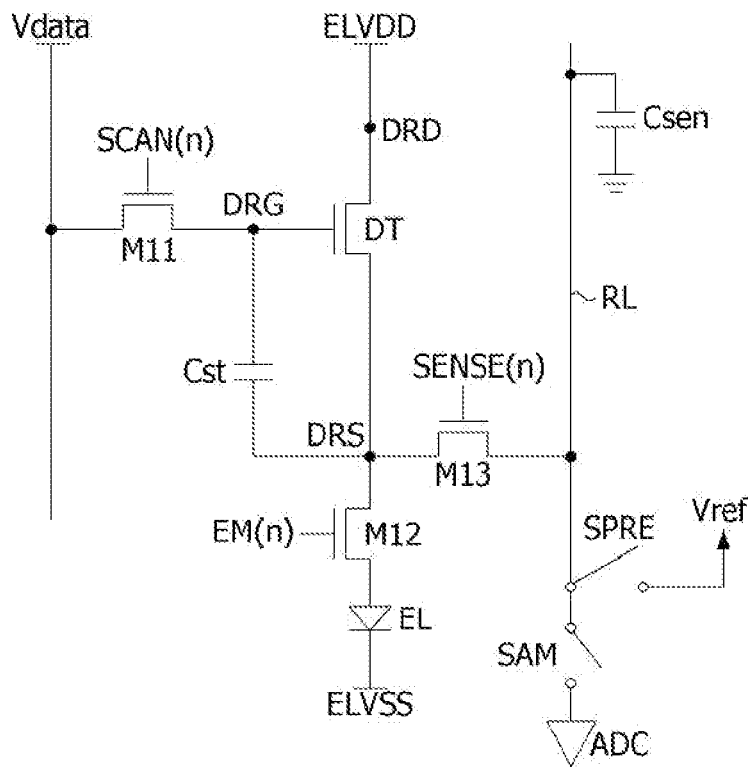 Vdata
ELVDD
DRD
Csen
SCAN(n)
DRG
M11
DT
RL
Cst
SENSE(n)
DRS
M13
EM(n)
M12
SPRE
Vref
EL
SAM
ELVSS
ADC